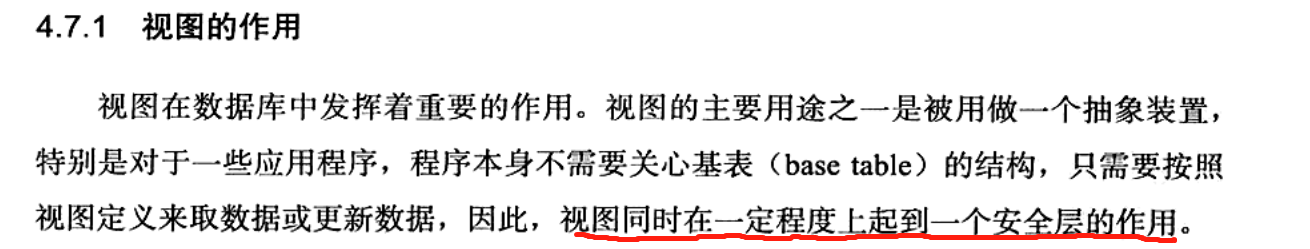 4.7.1 视图的作用
视图在数据库中发挥着重要的作用。视图的主要用途之一是被用做一个抽象装置，
特别是对于一些应用程序，程序本身不需要关心基表（base table）的结构，只需要按照
视图定义来取数据或更新数据，因此，视图同时在一定程度上起到一个安全层的作用。